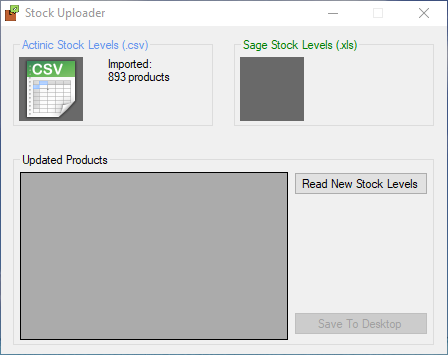 Stock Uploader
Actinic Stock Levels (.csv)
Sage Stock Levels (.xls)
CSV
Imported:
893 products
Updated Products
Read New Stock Levels
Save To Desktop